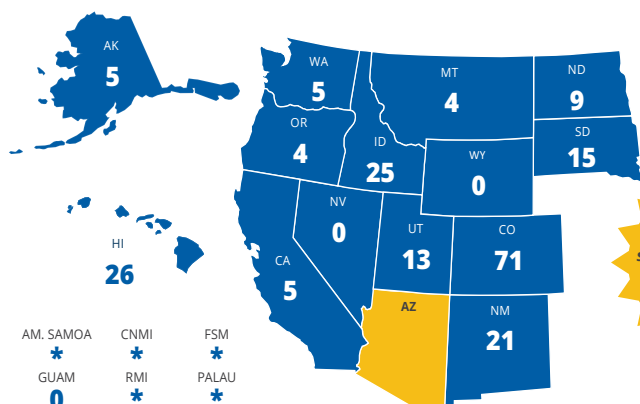 AK
5
WA
5
MT
4
ND
9
OR
4
ID
25
SD
15
WY
0
NV
0
UT
13
CO
71
HI
26
CA
5
AZ
NM
21
AM. SAMOA CNMI FSM
* * *
GUAM RMI PALAU
0 * *